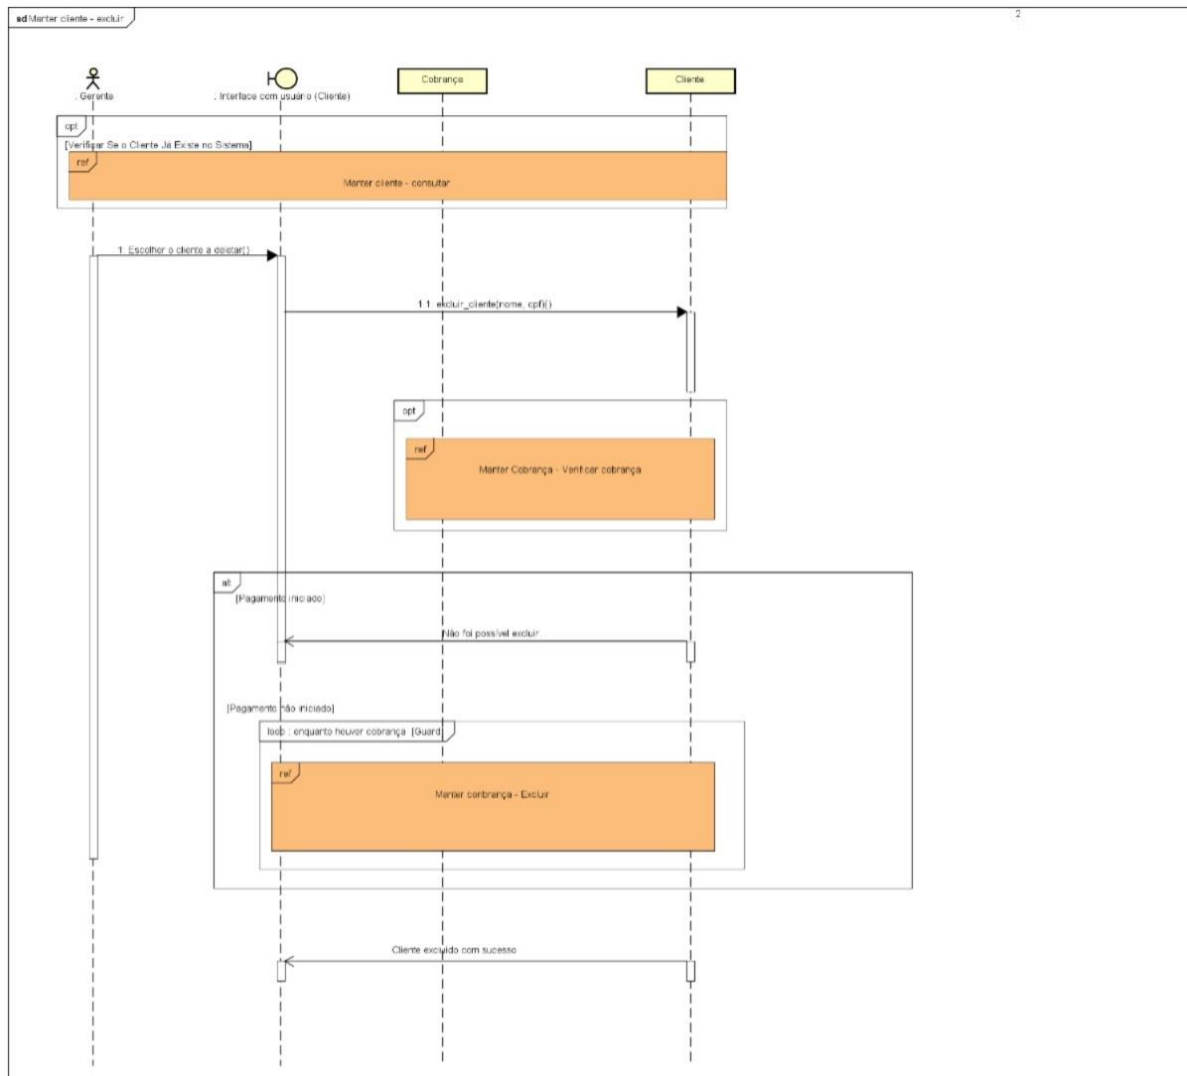 sd Manter cliente - excluir
2
: Gerente
: Interface com usuário (Cliente)
Cobrança
Cliente
opt
[Verificar Se o Cliente Já Existe no Sistema]
ref
Manter cliente - consultar
1: Escolher o cliente a deletar()
1.1: excluir_cliente(nome, cpf)()
opt
ref
Manter Cobrança - Verificar cobrança
alt
[Pagamento iniciado]
Não foi possível excluir
[Pagamento não iniciado]
loop : enquanto houver cobrança [Guard
ref
Manter conbrança - Excluir
Cliente excluído com sucesso